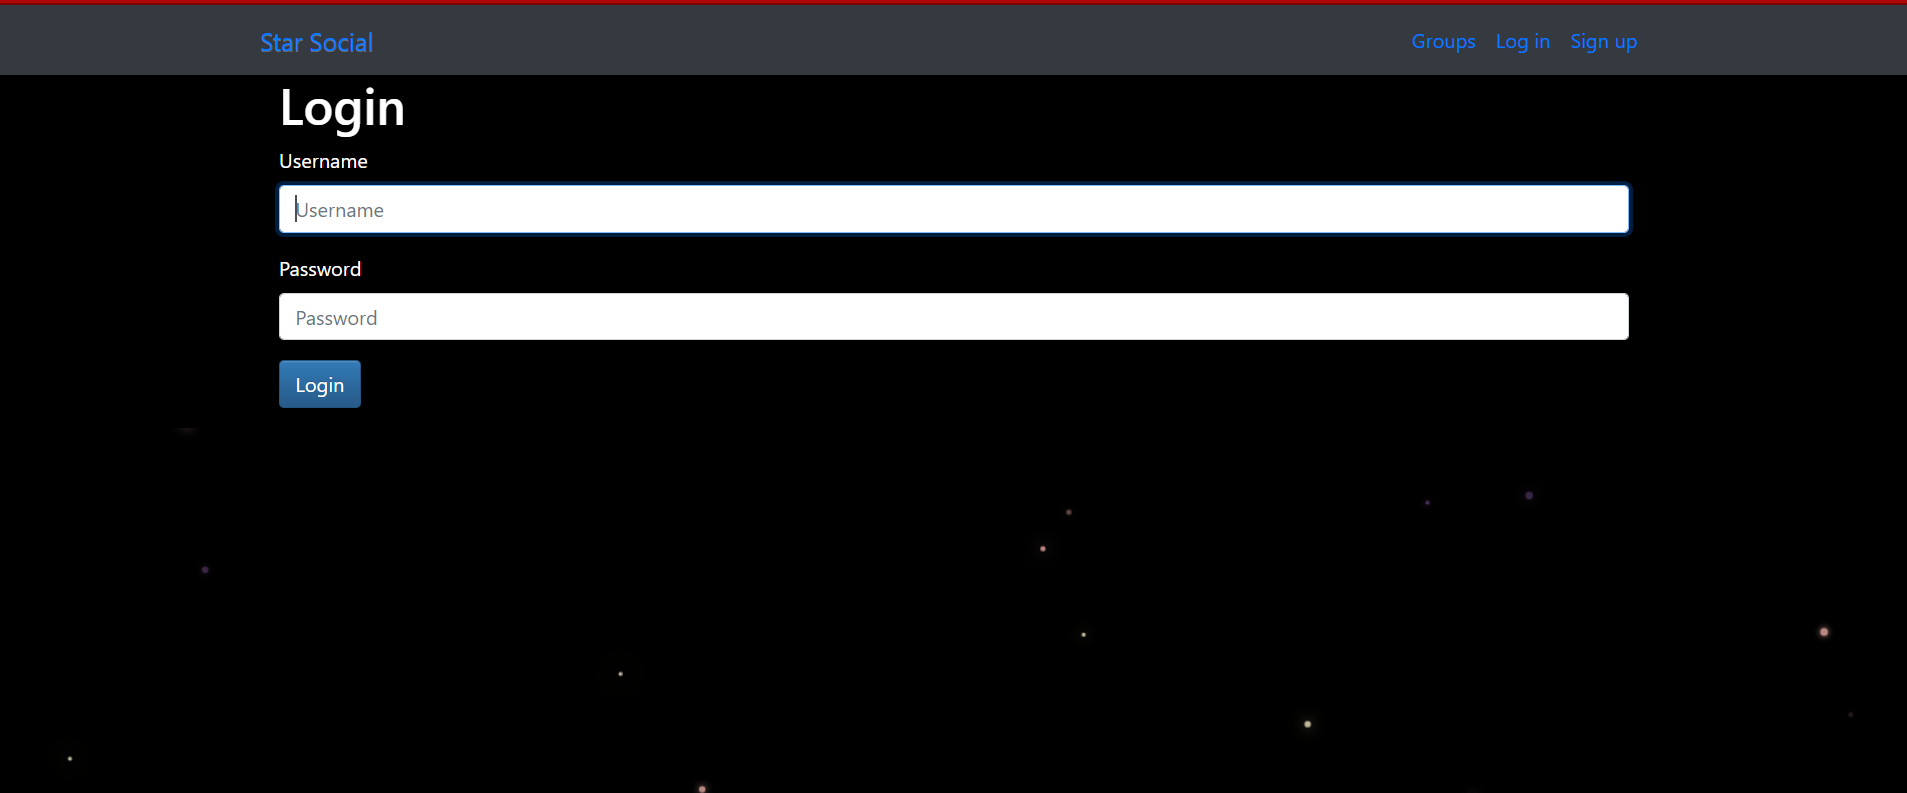 Star Social
Groups Log in Sign up
Login
Username
Username
Password
Password
Login